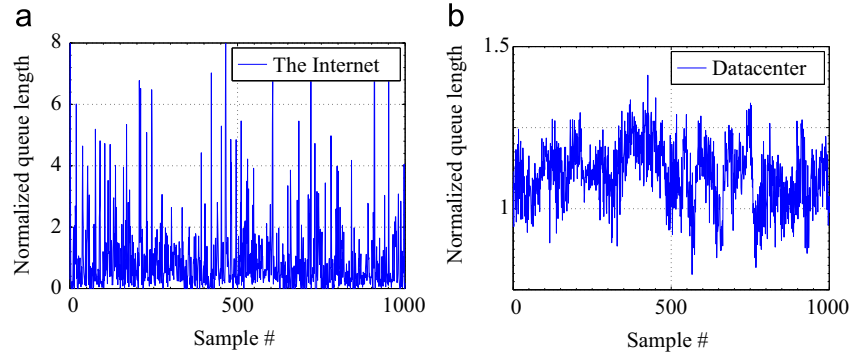 a
8
6
4
2
0
Normalized queue length
The Internet
0
500
1000
Sample #
b
1.5
1
Normalized queue length
Datacenter
0
500
1000
Sample #